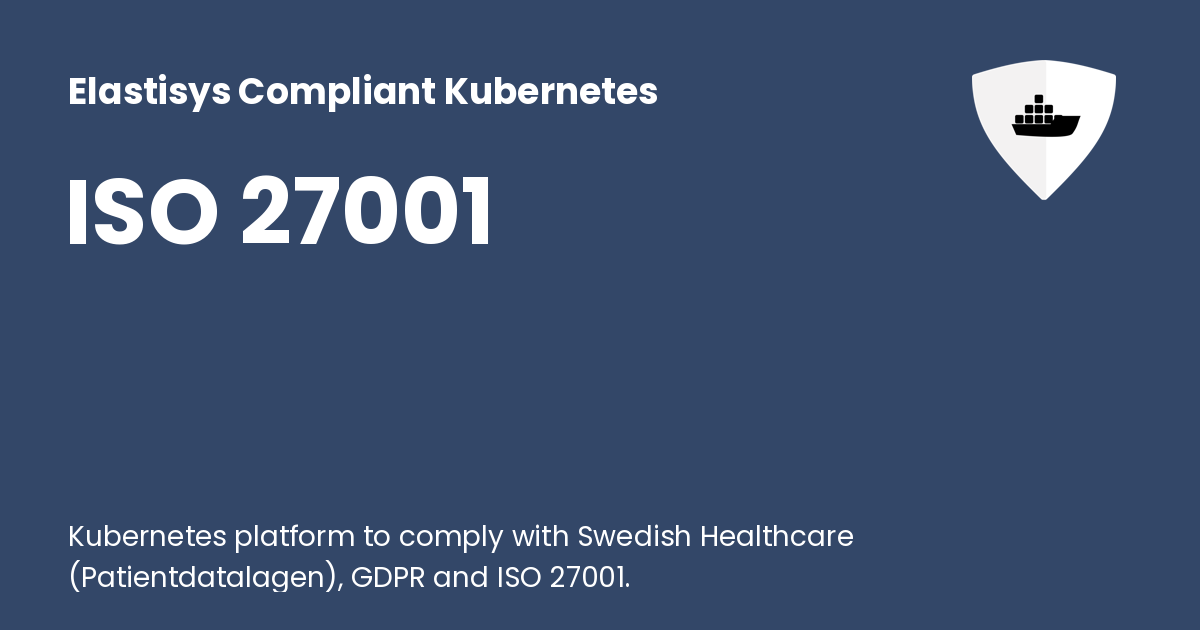 Elastisys Compliant Kubernetes
ISO 27001
Kubernetes platform to comply with Swedish Healthcare
(Patientdatalagen), GDPR and ISO 27001.